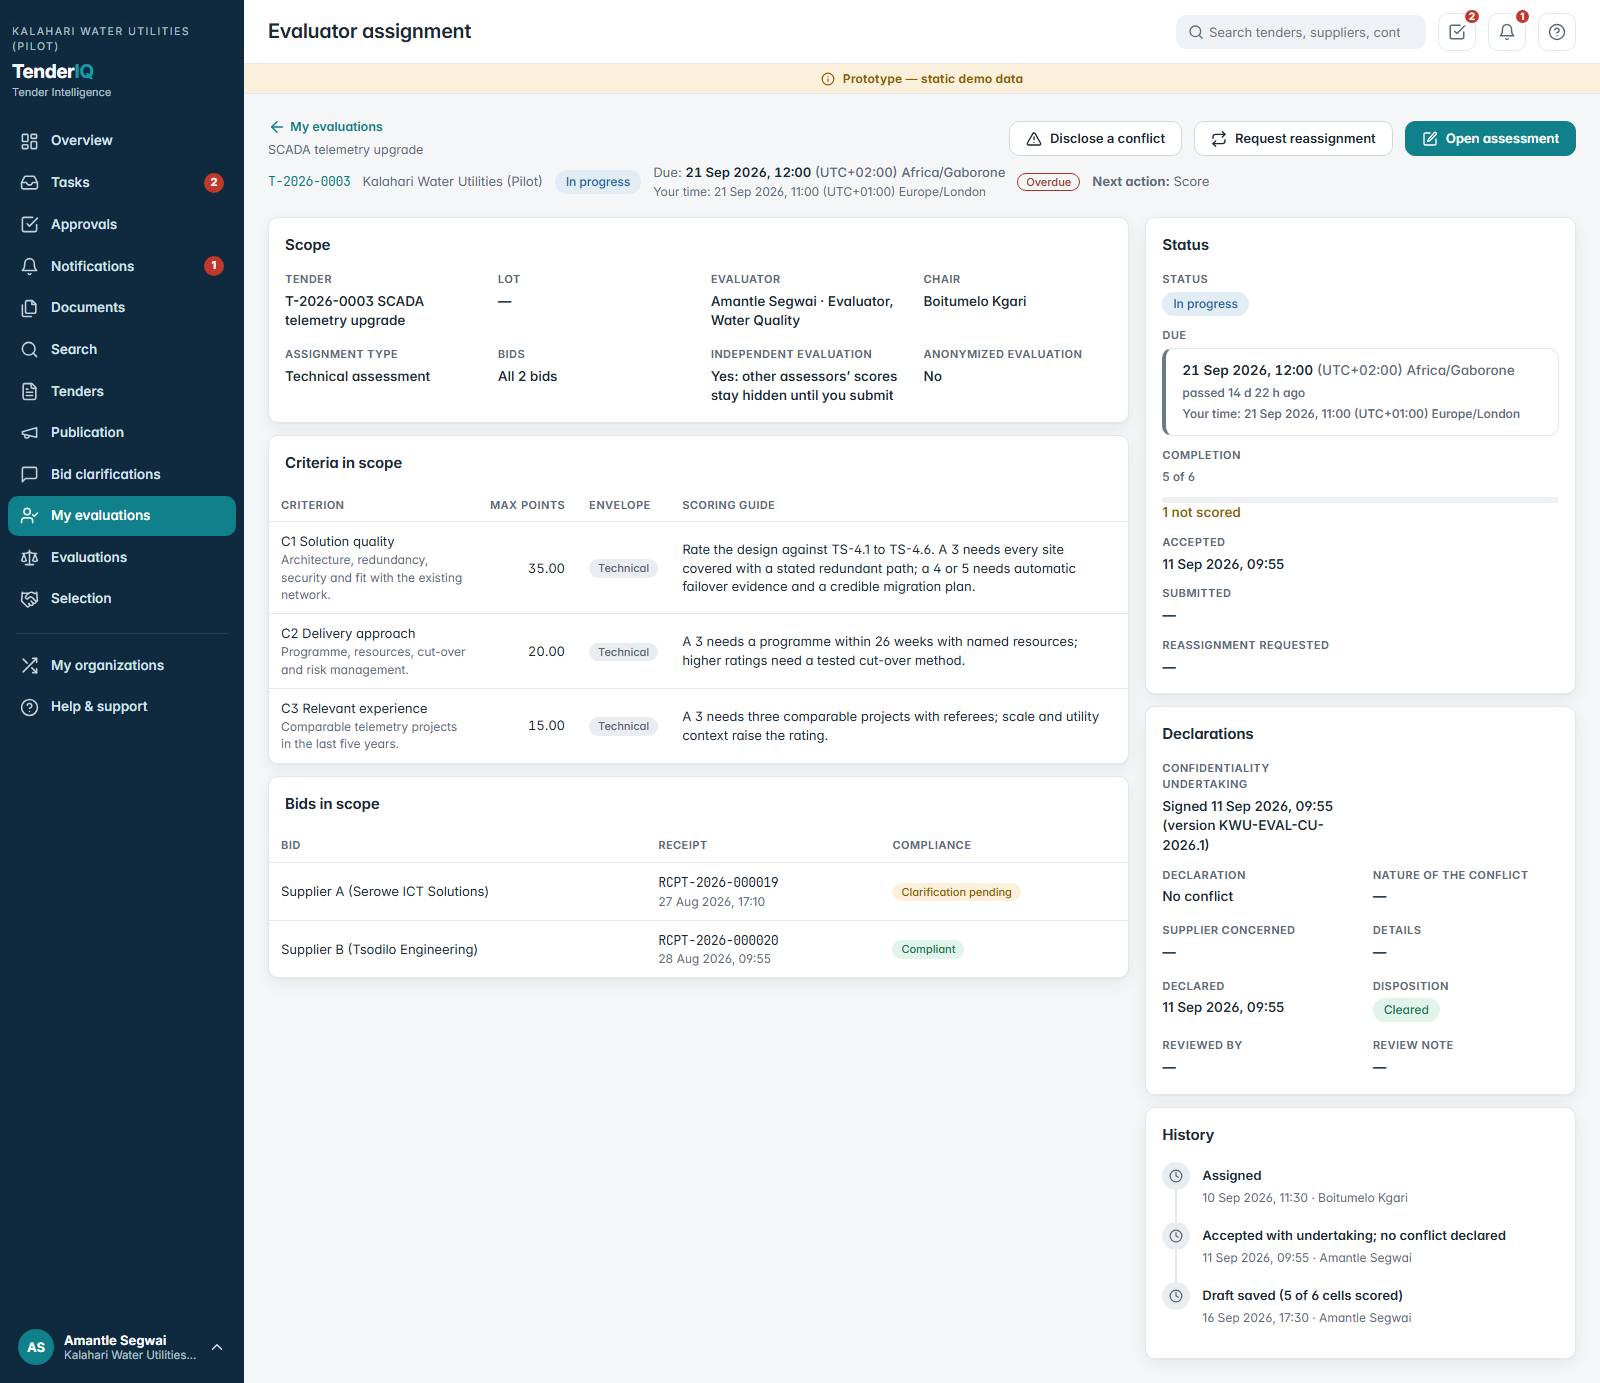 KALAHARI WATER UTILITIES
(PILOT)
TenderIQ
Tender Intelligence
Overview
Tasks 2
Approvals
Notifications 1
Documents
Search
Tenders
Publication
Bid clarifications
My evaluations
Evaluations
Selection
My organizations
Help & support
AS
Amantle Segwai
Kalahari Water Utilities...
Evaluator assignment
Search tenders, suppliers, cont
2
1
Prototype — static demo data
My evaluations
SCADA telemetry upgrade
Disclose a conflict
Request reassignment
Open assessment
T-2026-0003 Kalahari Water Utilities (Pilot) In progress
Due: 21 Sep 2026, 12:00 (UTC+02:00) Africa/Gaborone
Your time: 21 Sep 2026, 11:00 (UTC+01:00) Europe/London
Overdue
Next action: Score
Scope
TENDER
T-2026-0003 SCADA
telemetry upgrade
LOT
—
EVALUATOR
Amantle Segwai · Evaluator,
Water Quality
CHAIR
Boitumelo Kgari
ASSIGNMENT TYPE
Technical assessment
BIDS
All 2 bids
INDEPENDENT EVALUATION
Yes: other assessors’ scores
stay hidden until you submit
ANONYMIZED EVALUATION
No
Criteria in scope
CRITERION MAX POINTS ENVELOPE SCORING GUIDE
C1 Solution quality
Architecture, redundancy,
security and fit with the existing
network.
35.00
Technical
Rate the design against TS-4.1 to TS-4.6. A 3 needs every site
covered with a stated redundant path; a 4 or 5 needs automatic
failover evidence and a credible migration plan.
C2 Delivery approach
Programme, resources, cut-over
and risk management.
20.00
Technical
A 3 needs a programme within 26 weeks with named resources;
higher ratings need a tested cut-over method.
C3 Relevant experience
Comparable telemetry projects
in the last five years.
15.00
Technical
A 3 needs three comparable projects with referees; scale and utility
context raise the rating.
Bids in scope
BID RECEIPT COMPLIANCE
Supplier A (Serowe ICT Solutions)
RCPT-2026-000019
27 Aug 2026, 17:10
Clarification pending
Supplier B (Tsodilo Engineering)
RCPT-2026-000020
28 Aug 2026, 09:55
Compliant
Status
STATUS
In progress
DUE
21 Sep 2026, 12:00 (UTC+02:00) Africa/Gaborone
passed 14 d 22 h ago
Your time: 21 Sep 2026, 11:00 (UTC+01:00) Europe/London
COMPLETION
5 of 6
1 not scored
ACCEPTED
11 Sep 2026, 09:55
SUBMITTED
—
REASSIGNMENT REQUESTED
—
Declarations
CONFIDENTIALITY
UNDERTAKING
Signed 11 Sep 2026, 09:55
(version KWU-EVAL-CU-
2026.1)
DECLARATION
No conflict
NATURE OF THE CONFLICT
—
SUPPLIER CONCERNED
—
DETAILS
—
DECLARED
11 Sep 2026, 09:55
DISPOSITION
Cleared
REVIEWED BY
—
REVIEW NOTE
—
History
Assigned
10 Sep 2026, 11:30 · Boitumelo Kgari
Accepted with undertaking; no conflict declared
11 Sep 2026, 09:55 · Amantle Segwai
Draft saved (5 of 6 cells scored)
16 Sep 2026, 17:30 · Amantle Segwai